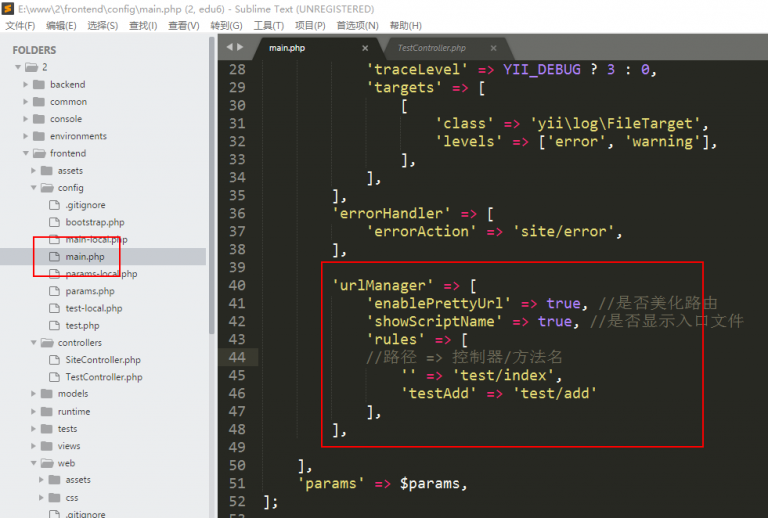 E:\www\2\frontend\config\main.php (2, edu6) - Sublime Text (UNREGISTERED)
文件(F) 编辑(E) 选择(S) 查找(I) 查看(V) 转到(G) 工具(T) 项目(P) 首选项(N) 帮助(H)
FOLDERS
2
backend
common
console
environments
frontend
assets
config
.gitignore
bootstrap.php
main-local.php
main.php
params-local.php
params.php
test-local.php
test.php
controllers
SiteController.php
TestController.php
models
runtime
tests
views
web
assets
css
.gitignore
main.php × TestController.php ×
28 'traceLevel' => YII_DEBUG ? 3 : 0,
29 'targets' => [
30 [
31 'class' => 'yii\log\FileTarget',
32 'levels' => ['error', 'warning'],
33 ],
34 ],
35 ],
36 'errorHandler' => [
37 'errorAction' => 'site/error',
38 ],
39
40 'urlManager' => [
41 'enablePrettyUrl' => true, //是否美化路由
42 'showScriptName' => true, //是否显示入口文件
43 'rules' => [
44 //路径 => 控制器/方法名
45 '' => 'test/index',
46 'testAdd' => 'test/add'
47 ],
48 ],
49
50 ],
51 'params' => $params,
52 ];